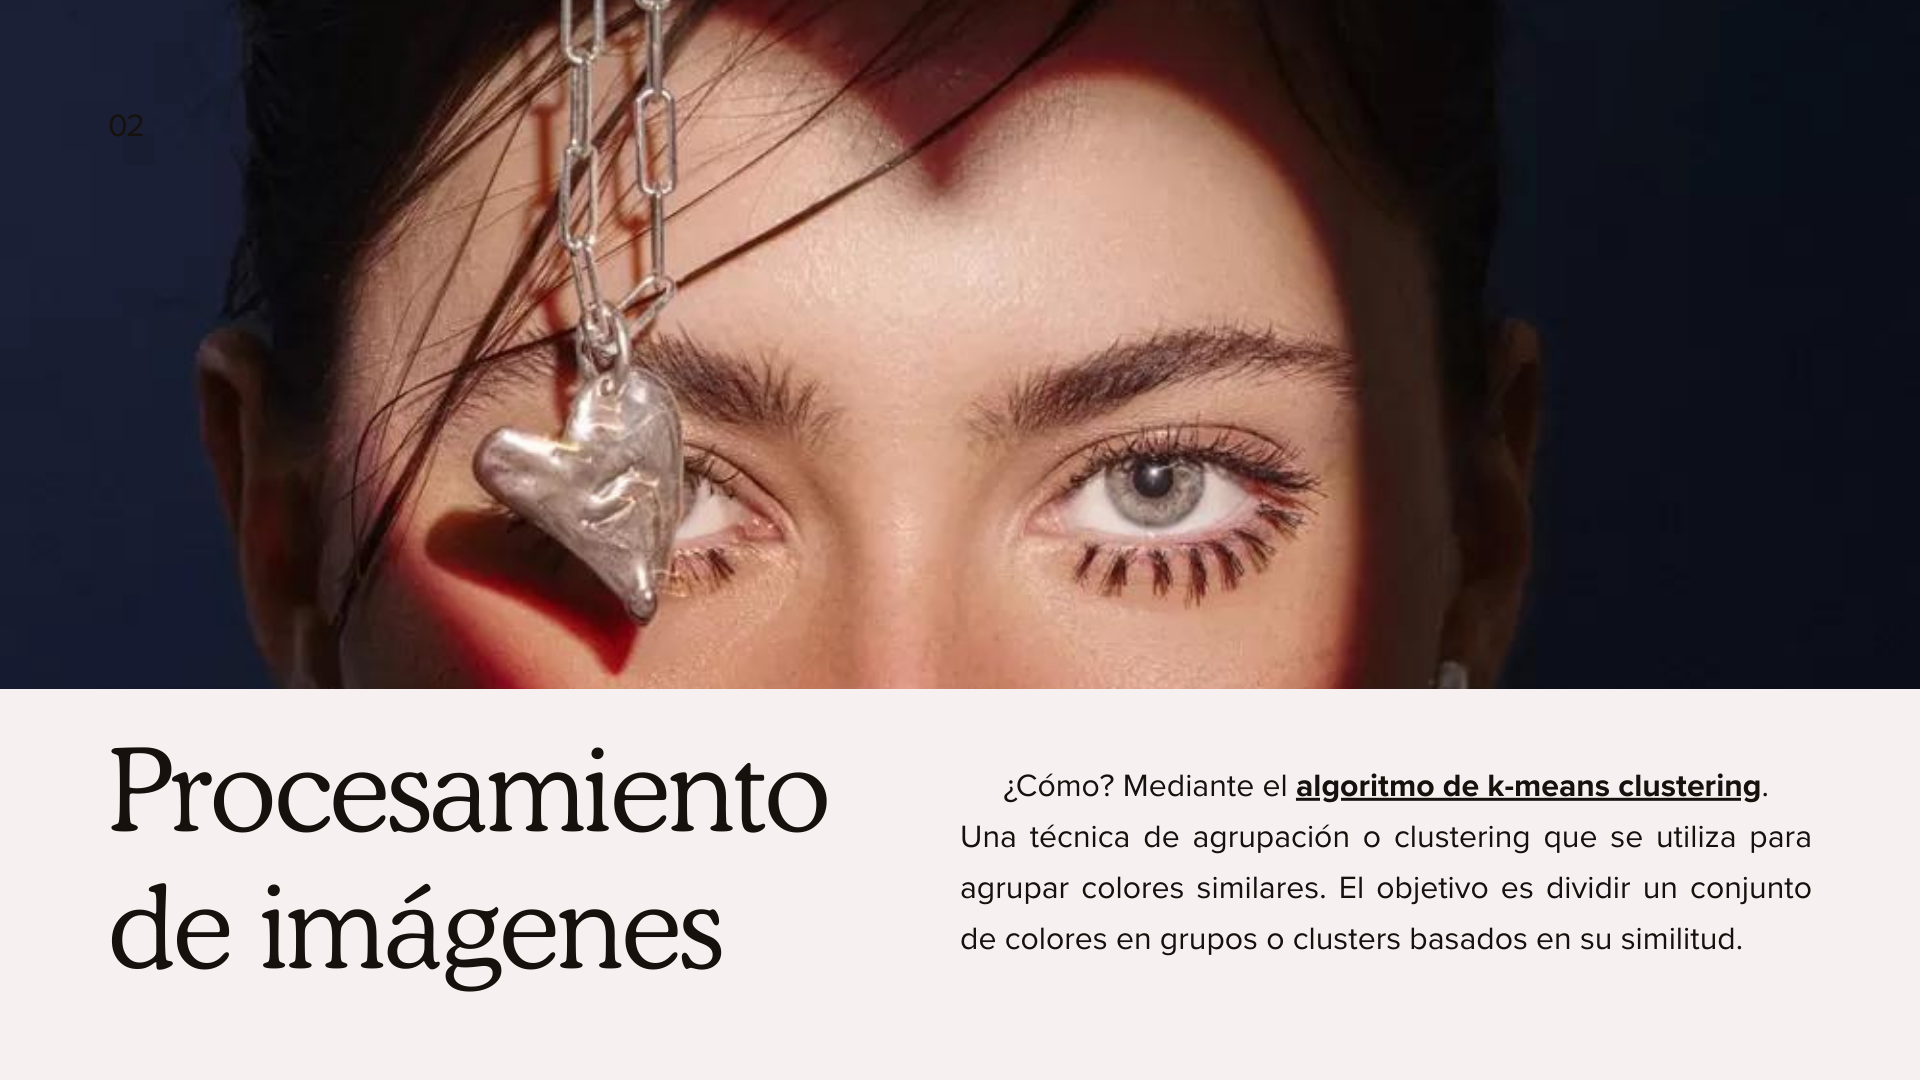 02
Procesamiento
de imágenes
¿Cómo? Mediante el algoritmo de k-means clustering.
Una técnica de agrupación o clustering que se utiliza para
agrupar colores similares. El objetivo es dividir un conjunto
de colores en grupos o clusters basados en su similitud.